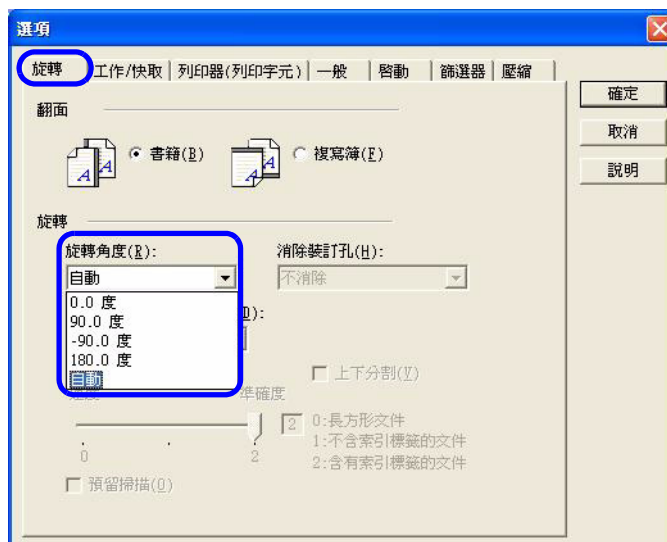 選項
旋轉 工作/快取 列印器(列印字元) 一般 啓動 篩選器 壓縮
確定
取消
說明
翻面
書籍(B) 複寫簿(F)
旋轉
旋轉角度(R): 消除裝訂孔(H):
自動 不消除
0.0 度
90.0 度
-90.0 度
180.0 度
自動
上下分割(V)
準確度
2 0:長方形文件
1:不含索引標籤的文件
2:含有索引標籤的文件
0 2
預留掃描(O)